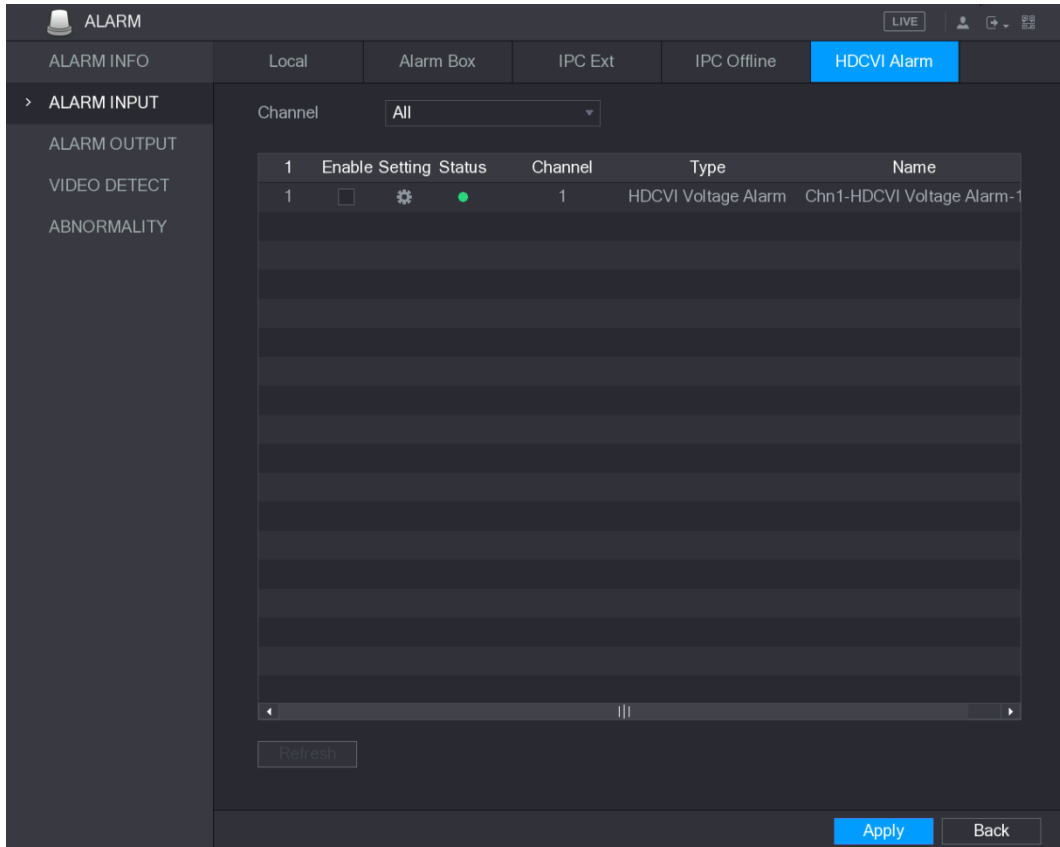 ALARM
LIVE
ALARM INFO
ALARM INPUT
ALARM OUTPUT
VIDEO DETECT
ABNORMALITY
Local Alarm Box IPC Ext IPC Offline HDCVI Alarm
Channel All
1 Enable Setting Status Channel Type Name
1 1 HDCVI Voltage Alarm Chn1-HDCVI Voltage Alarm-1
Refresh
Apply Back